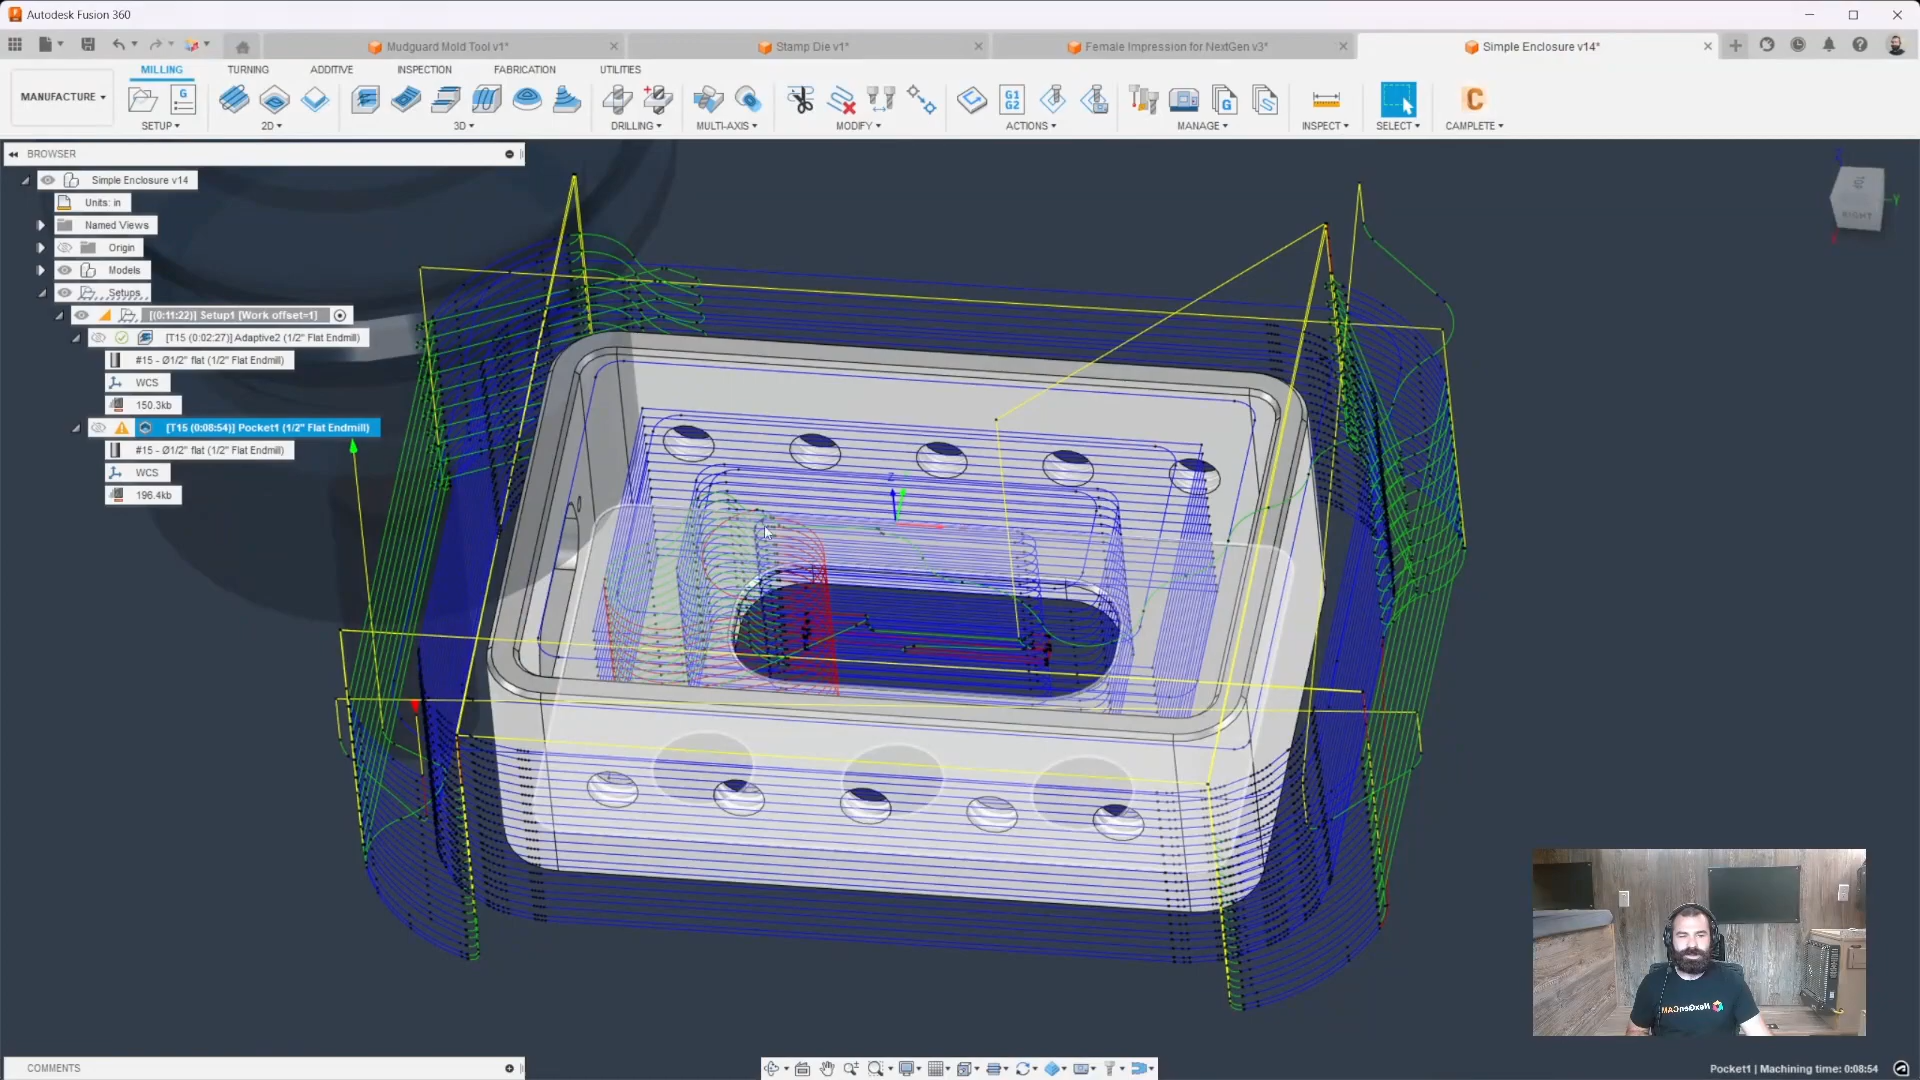 Autodesk Fusion 360
Mudguard Mold Tool v1*
Stamp Die v1*
Female Impression for NextGen v3*
Simple Enclosure v14*
MILLING
TURNING
ADDITIVE
INSPECTION
FABRICATION
UTILITIES
MANUFACTURE
SETUP
2D
3D
DRILLING
MULTI-AXIS
MODIFY
G1
G2
ACTIONS
MANAGE
INSPECT
SELECT
CAMPLETE
BROWSER
Simple Enclosure v14
Units: in
Named Views
Origin
Models
Setups
[(0:11:22)] Setup1 [Work offset=1]
[T15 (0:02:27)] Adaptive2 (1/2" Flat Endmill)
#15 - Ø1/2" flat (1/2" Flat Endmill)
WCS
150.3kb
[T15 (0:08:54)] Pocket1 (1/2" Flat Endmill)
#15 - Ø1/2" flat (1/2" Flat Endmill)
WCS
196.4kb
Z
TOP
RIGHT
Y
NexGenCAM
COMMENTS
Pocket1 | Machining time: 0:08:54